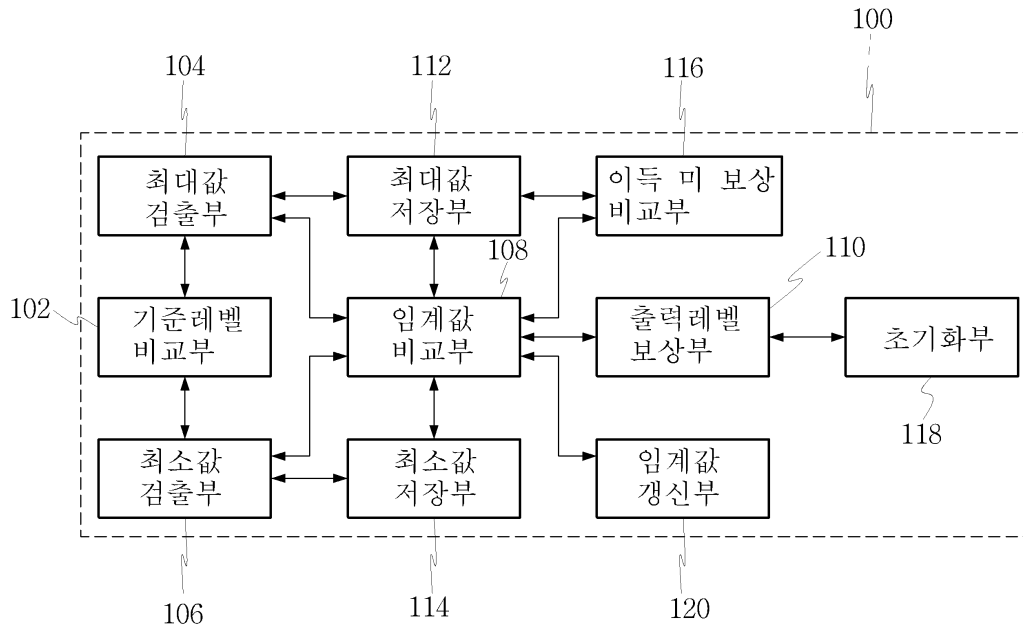 100
104
112
116
최대값
검출부
최대값
저장부
이득 미 보상
비교부
108
110
102
기준레벨
비교부
임계값
비교부
출력레벨
보상부
초기화부
118
최소값
검출부
최소값
저장부
임계값
갱신부
106
114
120